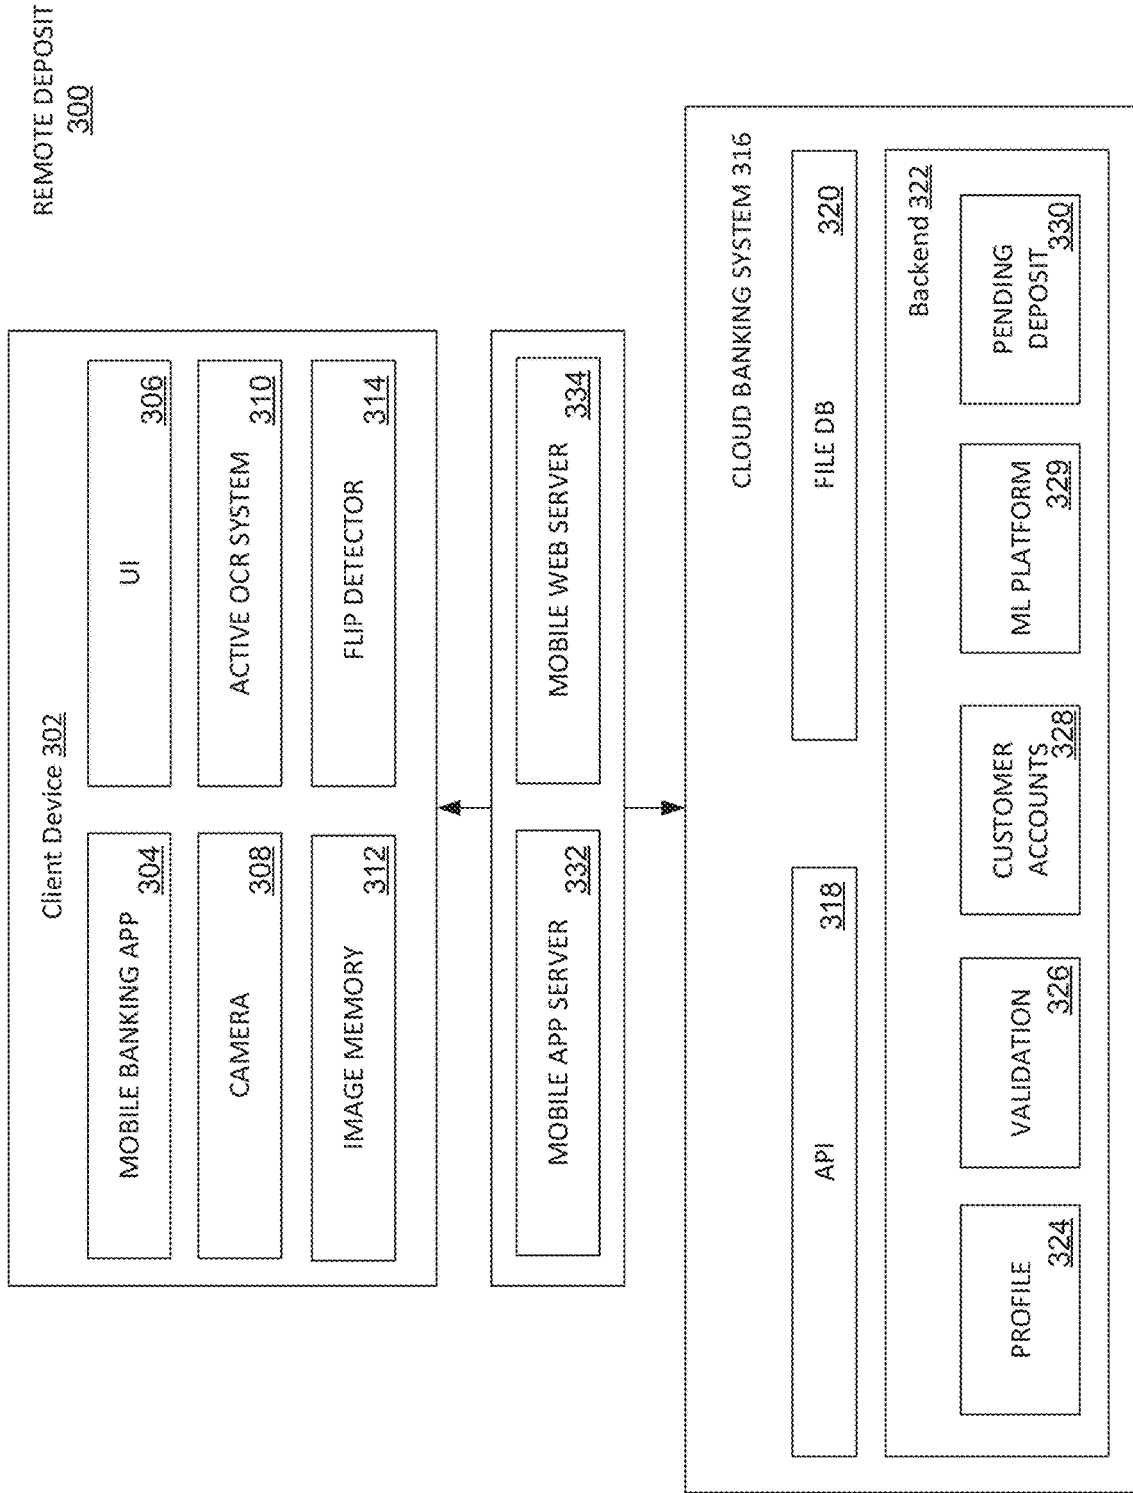 REMOTE DEPOSIT
300
Client Device 302
MOBILE BANKING APP
304
UI
306
CAMERA
308
ACTIVE OCR SYSTEM
310
IMAGE MEMORY
312
FLIP DETECTOR
314
MOBILE APP SERVER
332
MOBILE WEB SERVER
334
CLOUD BANKING SYSTEM 316
API
318
FILE DB
320
Backend 322
PROFILE
324
VALIDATION
326
CUSTOMER
ACCOUNTS
328
ML PLATFORM
329
PENDING
DEPOSIT
330